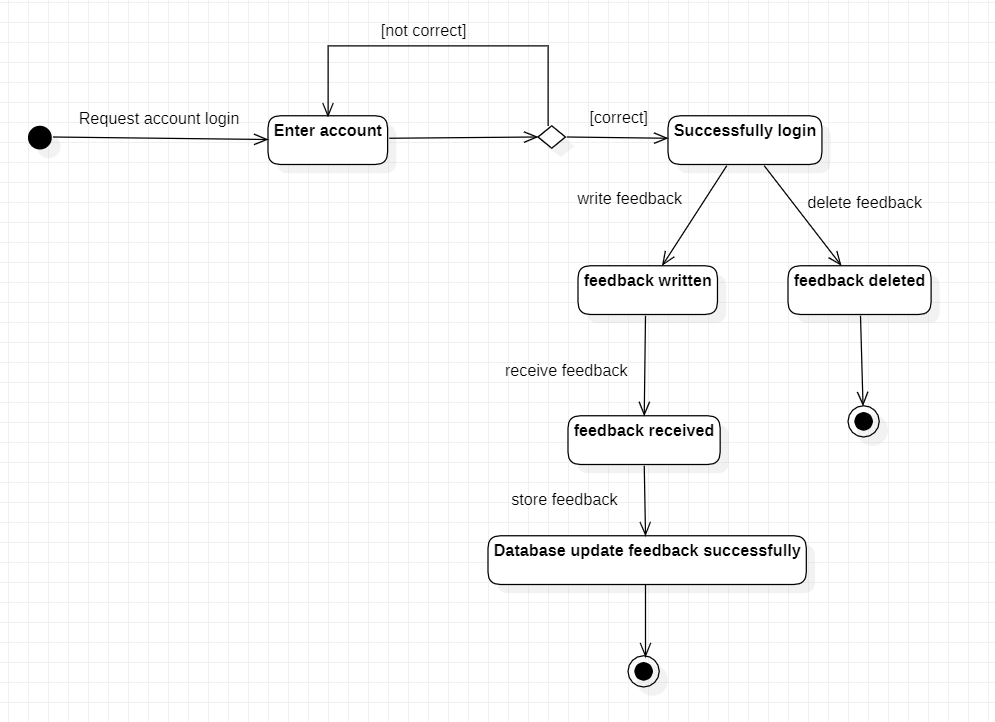 [not correct]
Request account login
Enter account
[correct]
Successfully login
write feedback
delete feedback
feedback written
feedback deleted
receive feedback
feedback received
store feedback
Database update feedback successfully